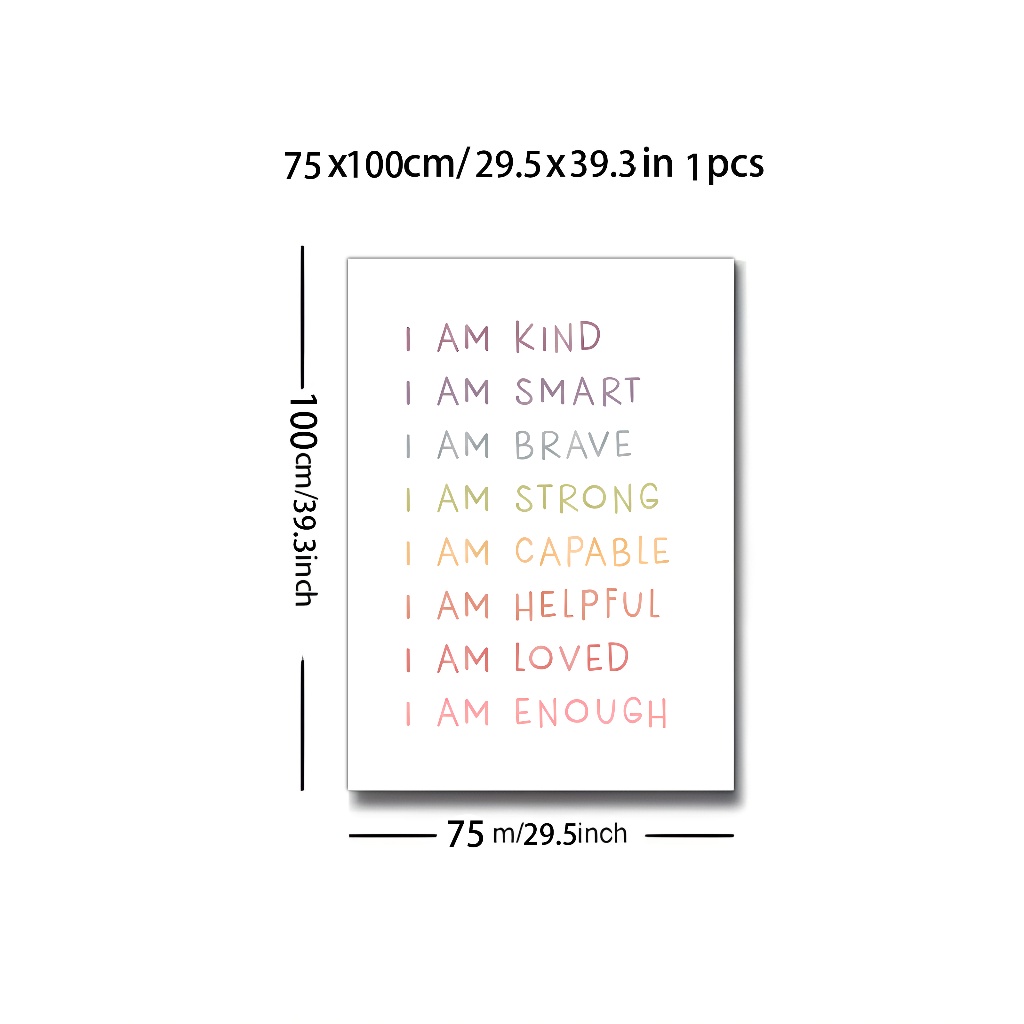 75x100cm/ 29.5x39.3in 1pcs
I AM KIND
I AM SMART
I AM BRAVE
I AM STRONG
I AM CAPABLE
I AM HELPFUL
I AM LOVED
I AM ENOUGH
100cm/39.3inch
75 m/29.5inch